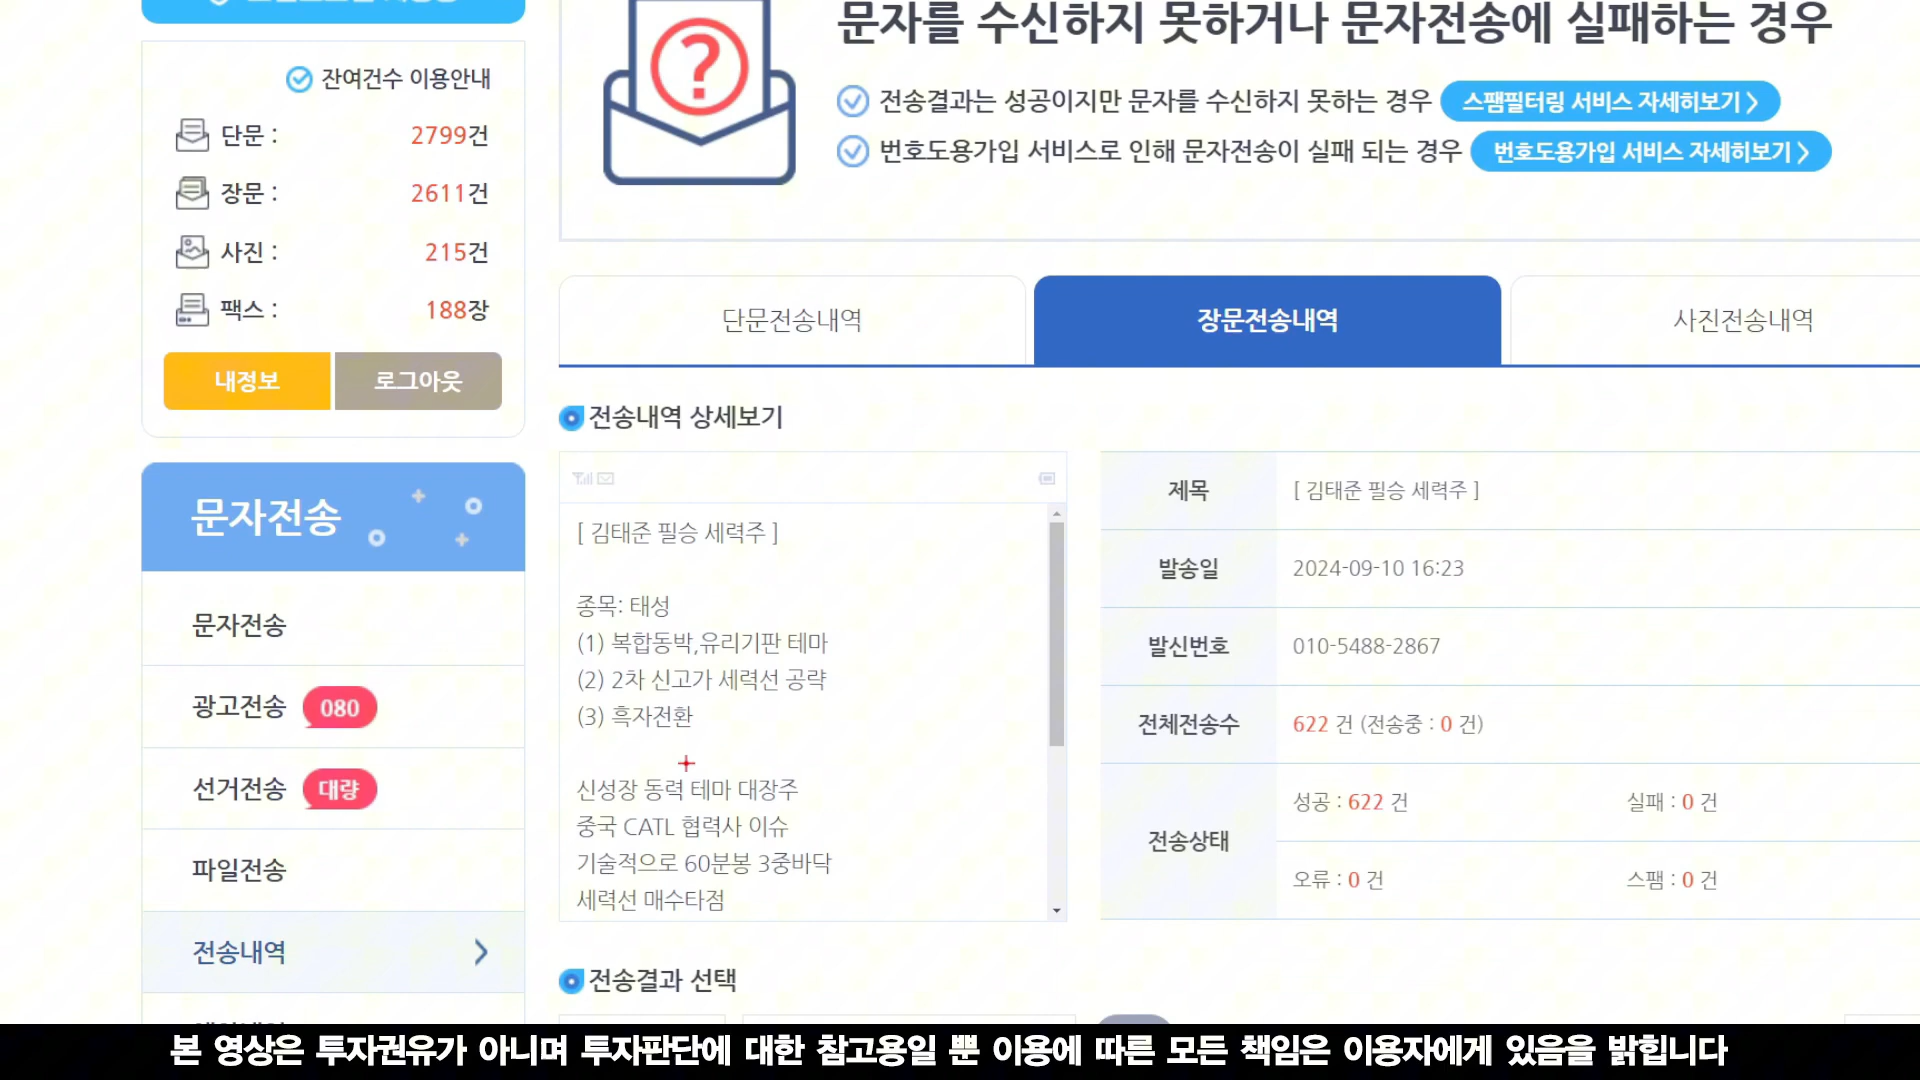 잔여건수 이용안내
단문 : 2799건
장문 : 2611건
사진 : 215건
팩스 : 188장
내정보
로그아웃
문자전송
문자전송
광고전송 080
선거전송 대량
파일전송
전송내역
문자를 수신하지 못하거나 문자전송에 실패하는 경우
전송결과는 성공이지만 문자를 수신하지 못하는 경우 스팸필터링 서비스 자세히보기
번호도용가입 서비스로 인해 문자전송이 실패 되는 경우 번호도용가입 서비스 자세히보기
단문전송내역
장문전송내역
사진전송내역
전송내역 상세보기
[ 김태준 필승 세력주 ]
종목: 태성
(1) 복합동박,유리기판 테마
(2) 2차 신고가 세력선 공략
(3) 흑자전환
신성장 동력 테마 대장주
중국 CATL 협력사 이슈
기술적으로 60분봉 3중바닥
세력선 매수타점
제목 [ 김태준 필승 세력주 ]
발송일 2024-09-10 16:23
발신번호 010-5488-2867
전체전송수 622 건 (전송중 : 0 건)
전송상태
성공 : 622 건 실패 : 0 건
오류 : 0 건 스팸 : 0 건
전송결과 선택
본 영상은 투자권유가 아니며 투자판단에 대한 참고용일 뿐 이용에 따른 모든 책임은 이용자에게 있음을 밝힙니다